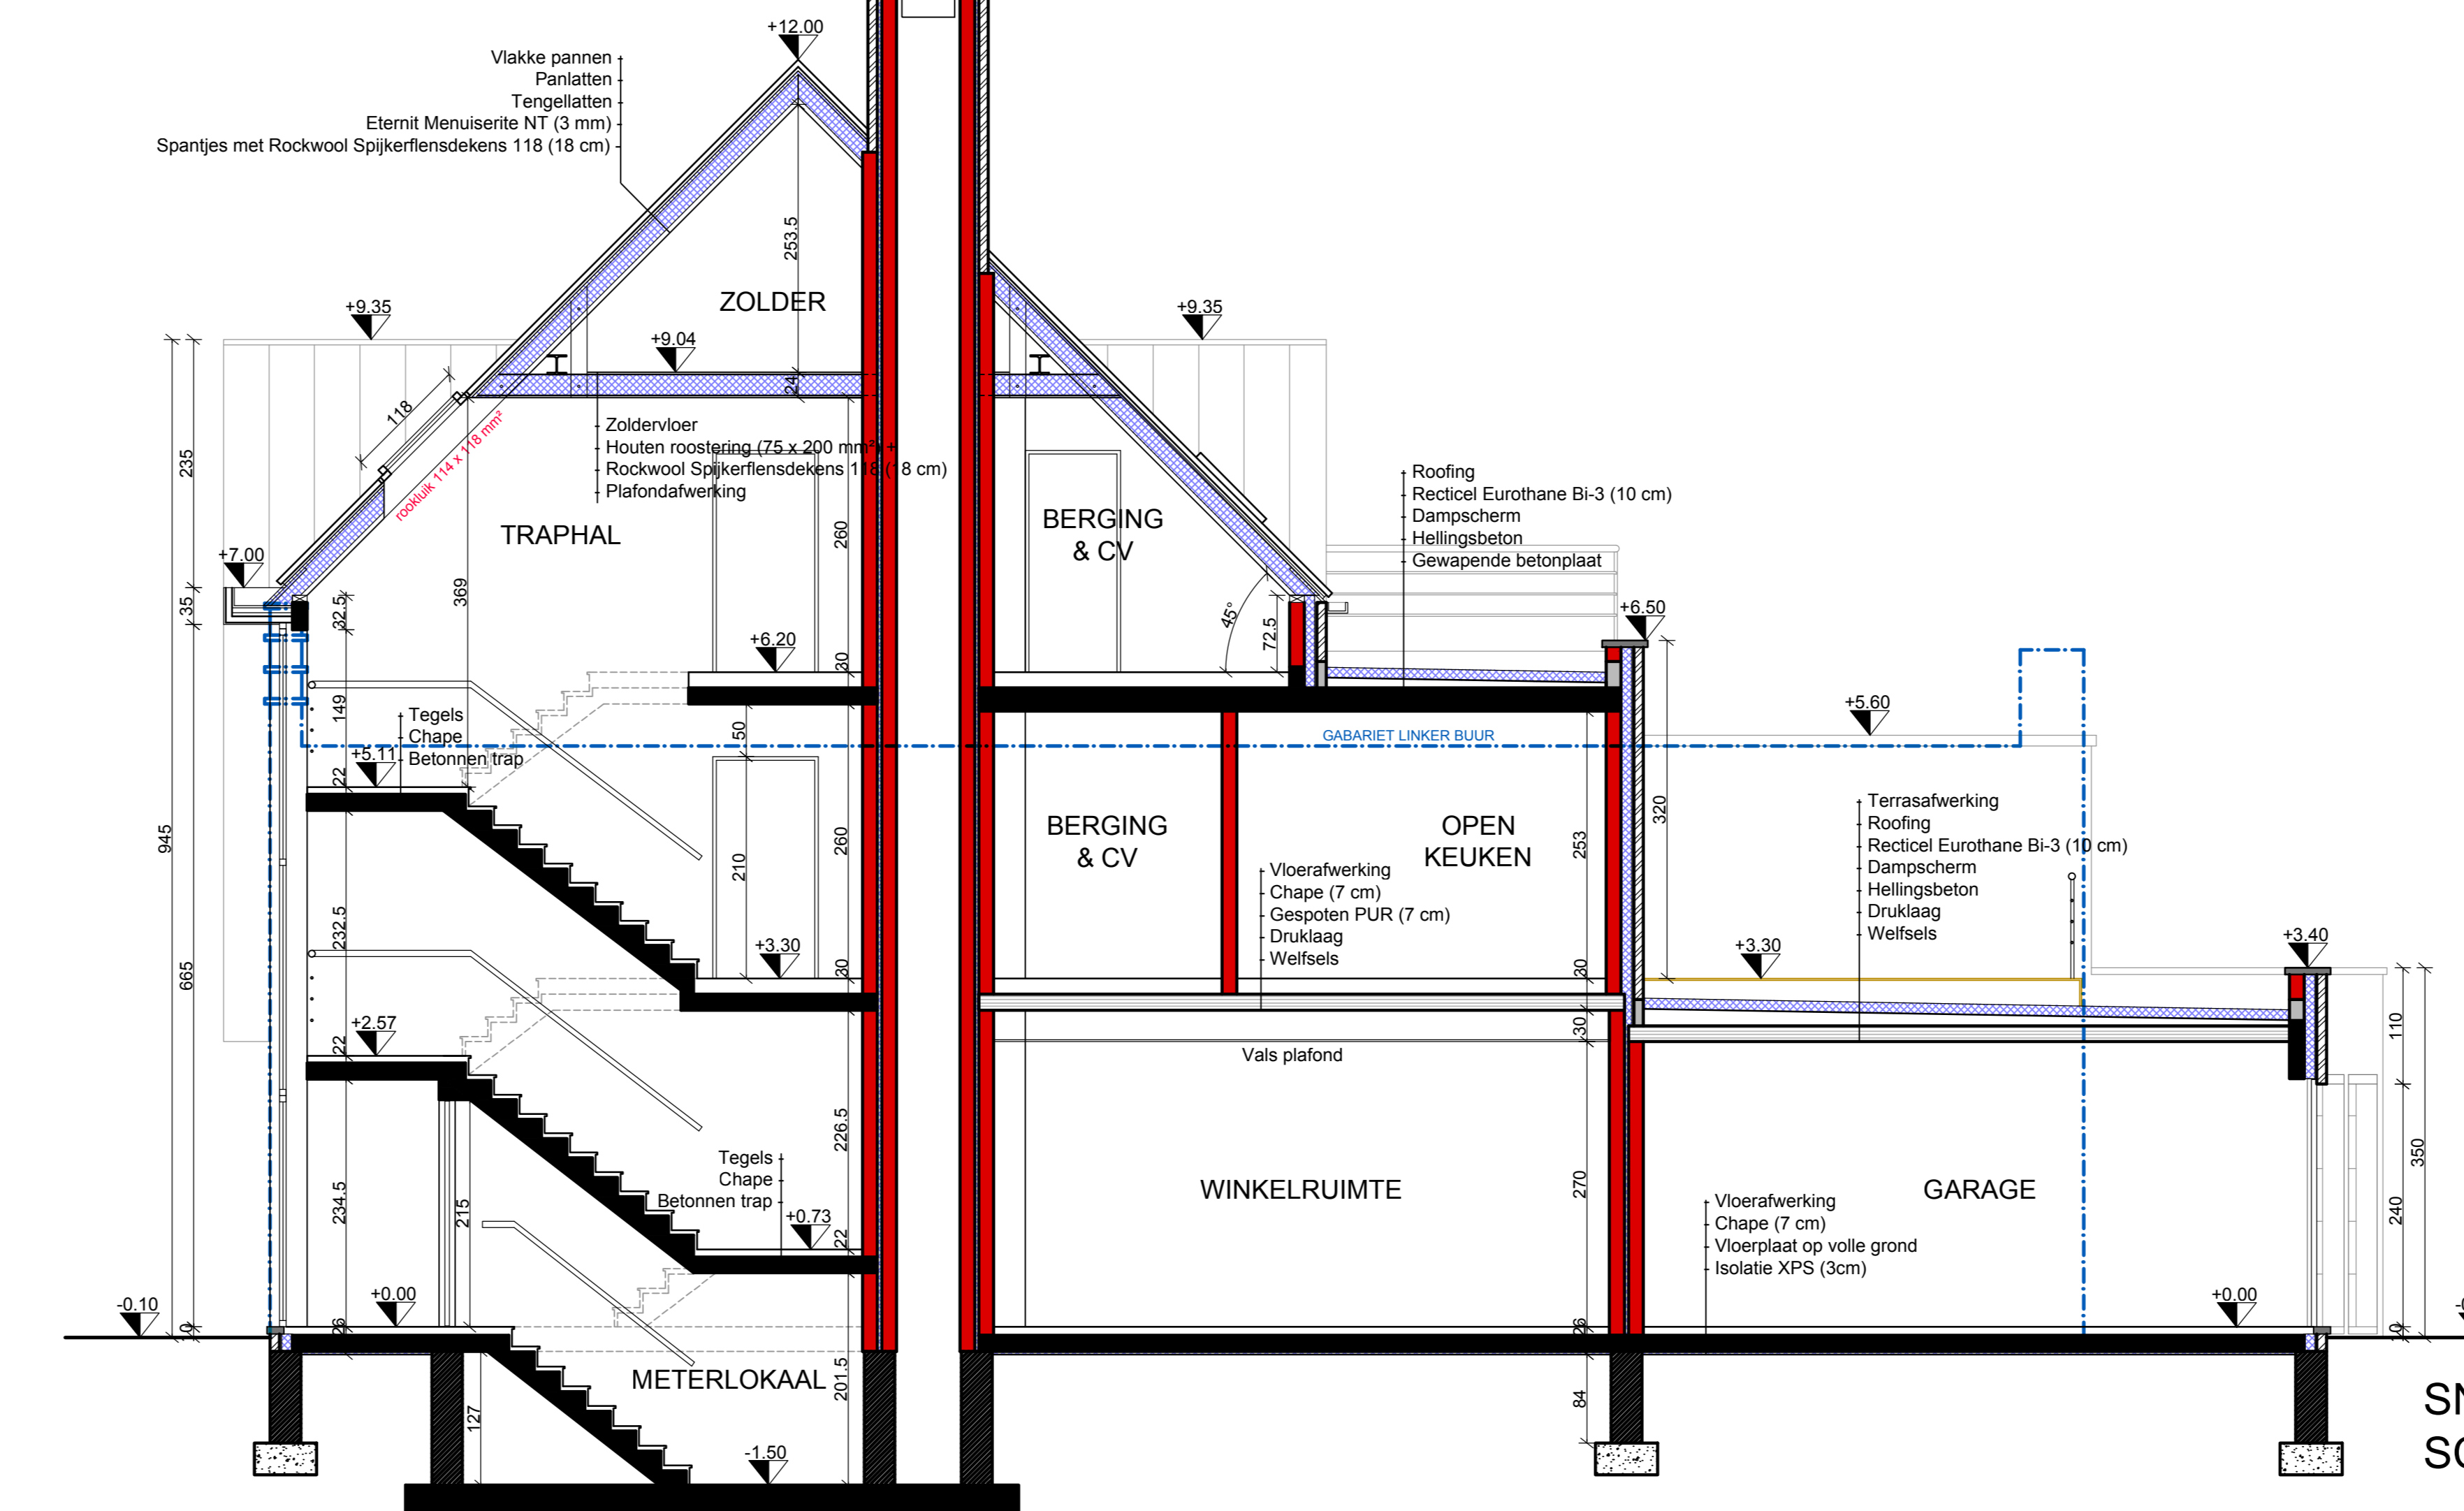 +12.00
Vlakke pannen
Panlatten
Tengellatten
Eternit Menuiserite NT (3 mm)
Spantjes met Rockwool Spijkerflensdekens 118 (18 cm)
253.5
ZOLDER
+9.35
+9.04
+9.35
24
118
rookluik 114 x 118 mm²
Zoldervloer
Houten roostering (75 x 200 mm²) +
Rockwool Spijkerflensdekens 118 (18 cm)
Plafondafwerking
235
TRAPHAL
260
BERGING
& CV
Roofing
Recticel Eurothane Bi-3 (10 cm)
Dampscherm
Hellingsbeton
Gewapende betonplaat
+7.00
35
32.5
369
45°
72.5
+6.20
30
+6.50
149
Tegels
Chape
Betonnen trap
+5.11
22
50
GABARIET LINKER BUUR
+5.60
945
232.5
210
260
BERGING
& CV
OPEN
KEUKEN
253
320
Vloerafwerking
Chape (7 cm)
Gespoten PUR (7 cm)
Druklaag
Welfsels
Terrasafwerking
Roofing
Recticel Eurothane Bi-3 (10 cm)
Dampscherm
Hellingsbeton
Druklaag
Welfsels
665
+3.30
30
30
+3.30
+3.40
+2.57
22
30
Vals plafond
110
226.5
Tegels
Chape
Betonnen trap
234.5
215
+0.73
22
WINKELRUIMTE
270
GARAGE
Vloerafwerking
Chape (7 cm)
Vloerplaat op volle grond
Isolatie XPS (3cm)
240
350
-0.10
10
+0.00
26
26
+0.00
10
METERLOKAAL
201.5
127
84
-1.50